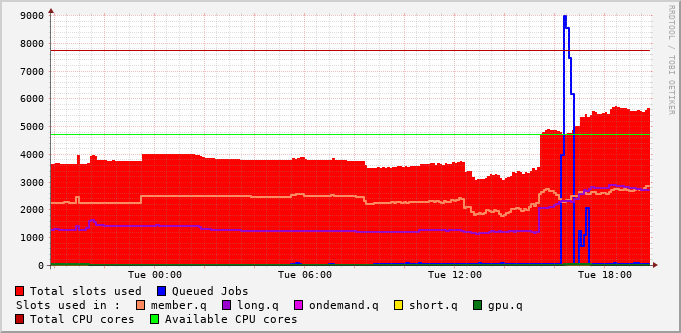 9000
8000
7000
6000
5000
4000
3000
2000
1000
0
Tue 00:00 Tue 06:00 Tue 12:00 Tue 18:00
RRDTOOL / TOBI OETIKER
Total slots used Queued Jobs
Slots used in : member.q long.q ondemand.q short.q gpu.q
Total CPU cores Available CPU cores